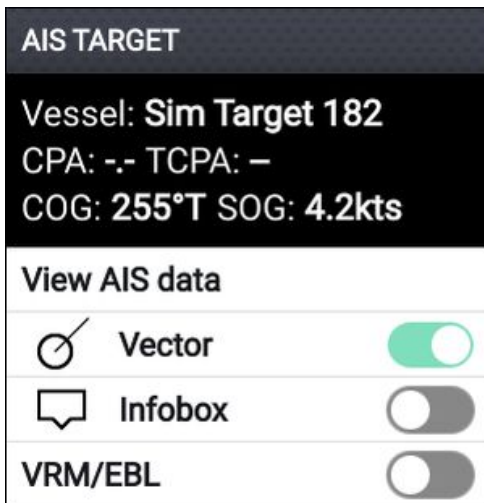 AIS TARGET
Vessel: Sim Target 182
CPA: -.- TCPA: –
COG: 255°T SOG: 4.2kts
View AIS data
Vector
Infobox
VRM/EBL